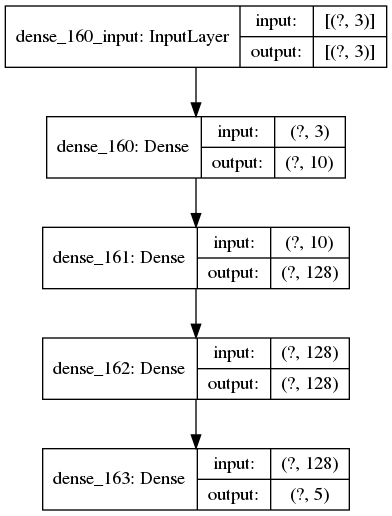 dense_160_input: InputLayer input: [(?, 3)]
output: [(?, 3)]
dense_160: Dense input: (?, 3)
output: (?, 10)
dense_161: Dense input: (?, 10)
output: (?, 128)
dense_162: Dense input: (?, 128)
output: (?, 128)
dense_163: Dense input: (?, 128)
output: (?, 5)